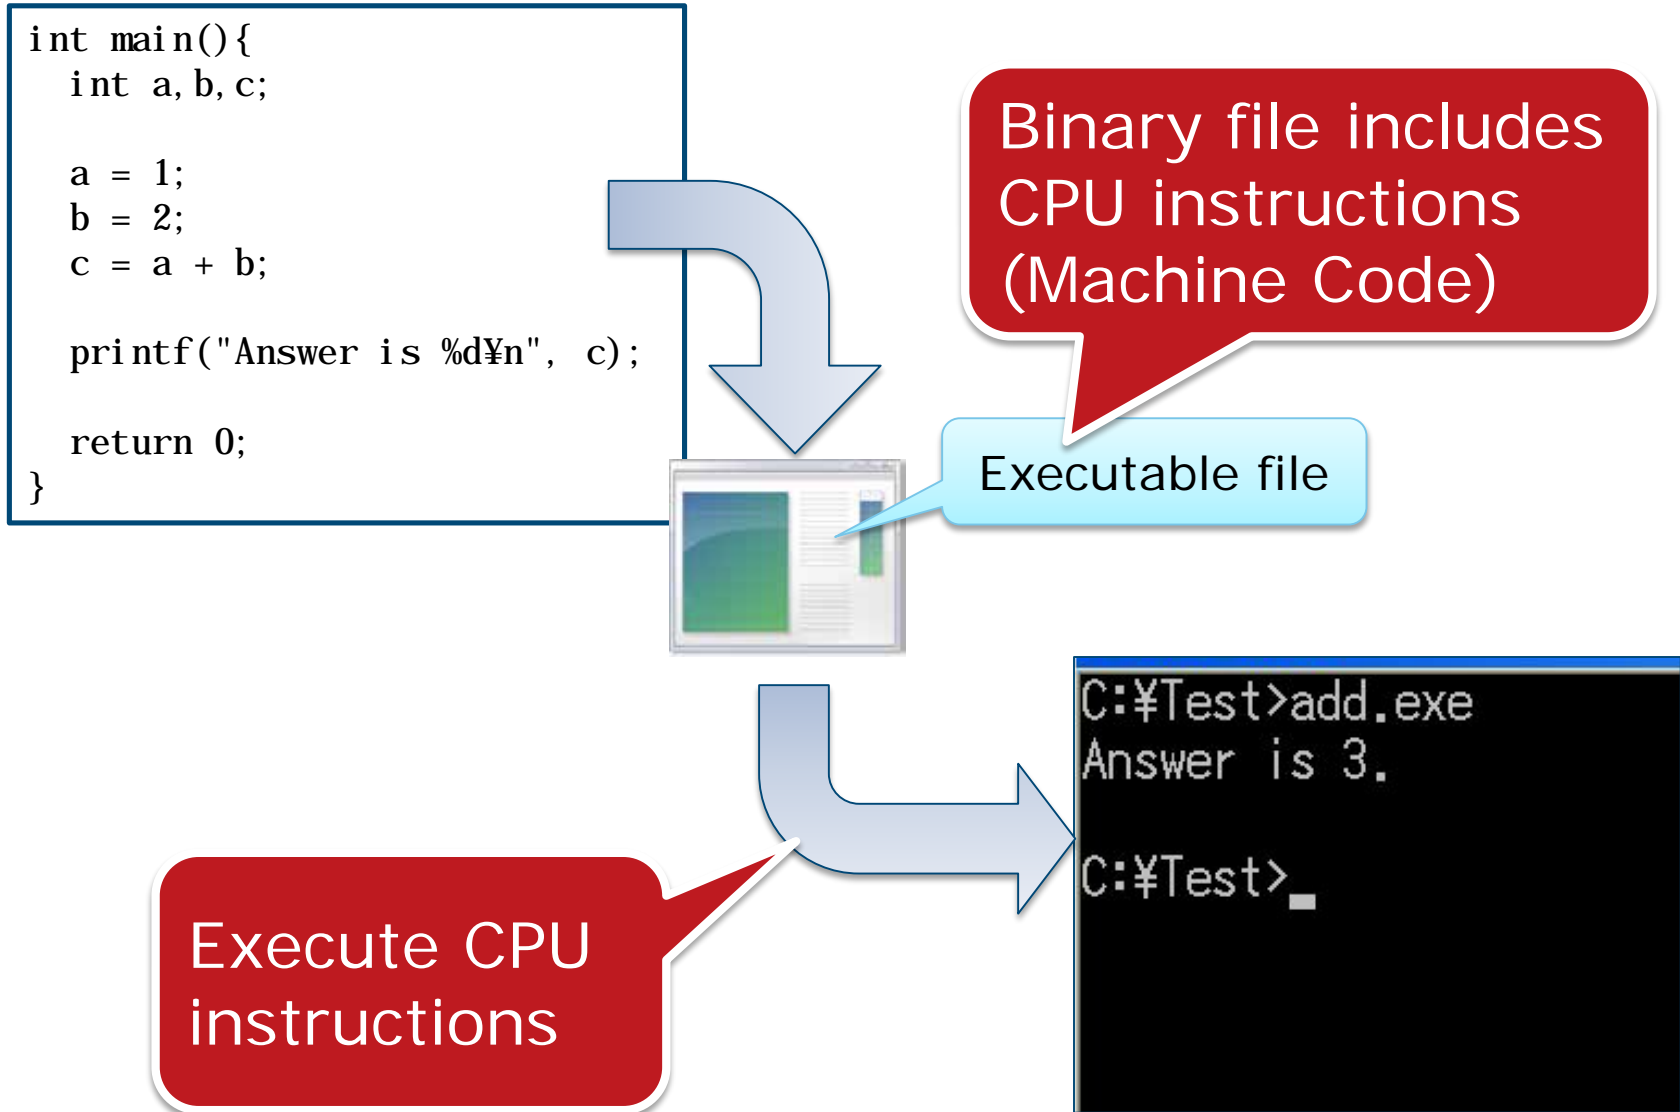 int main(){
  int a,b,c;
  a = 1;
  b = 2;
  c = a + b;
  printf("Answer is %d¥n", c);
  return 0;
}
Binary file includes
CPU instructions
(Machine Code)
Executable file
C:¥Test>add.exe
Answer is 3.
C:¥Test>_
Execute CPU
instructions